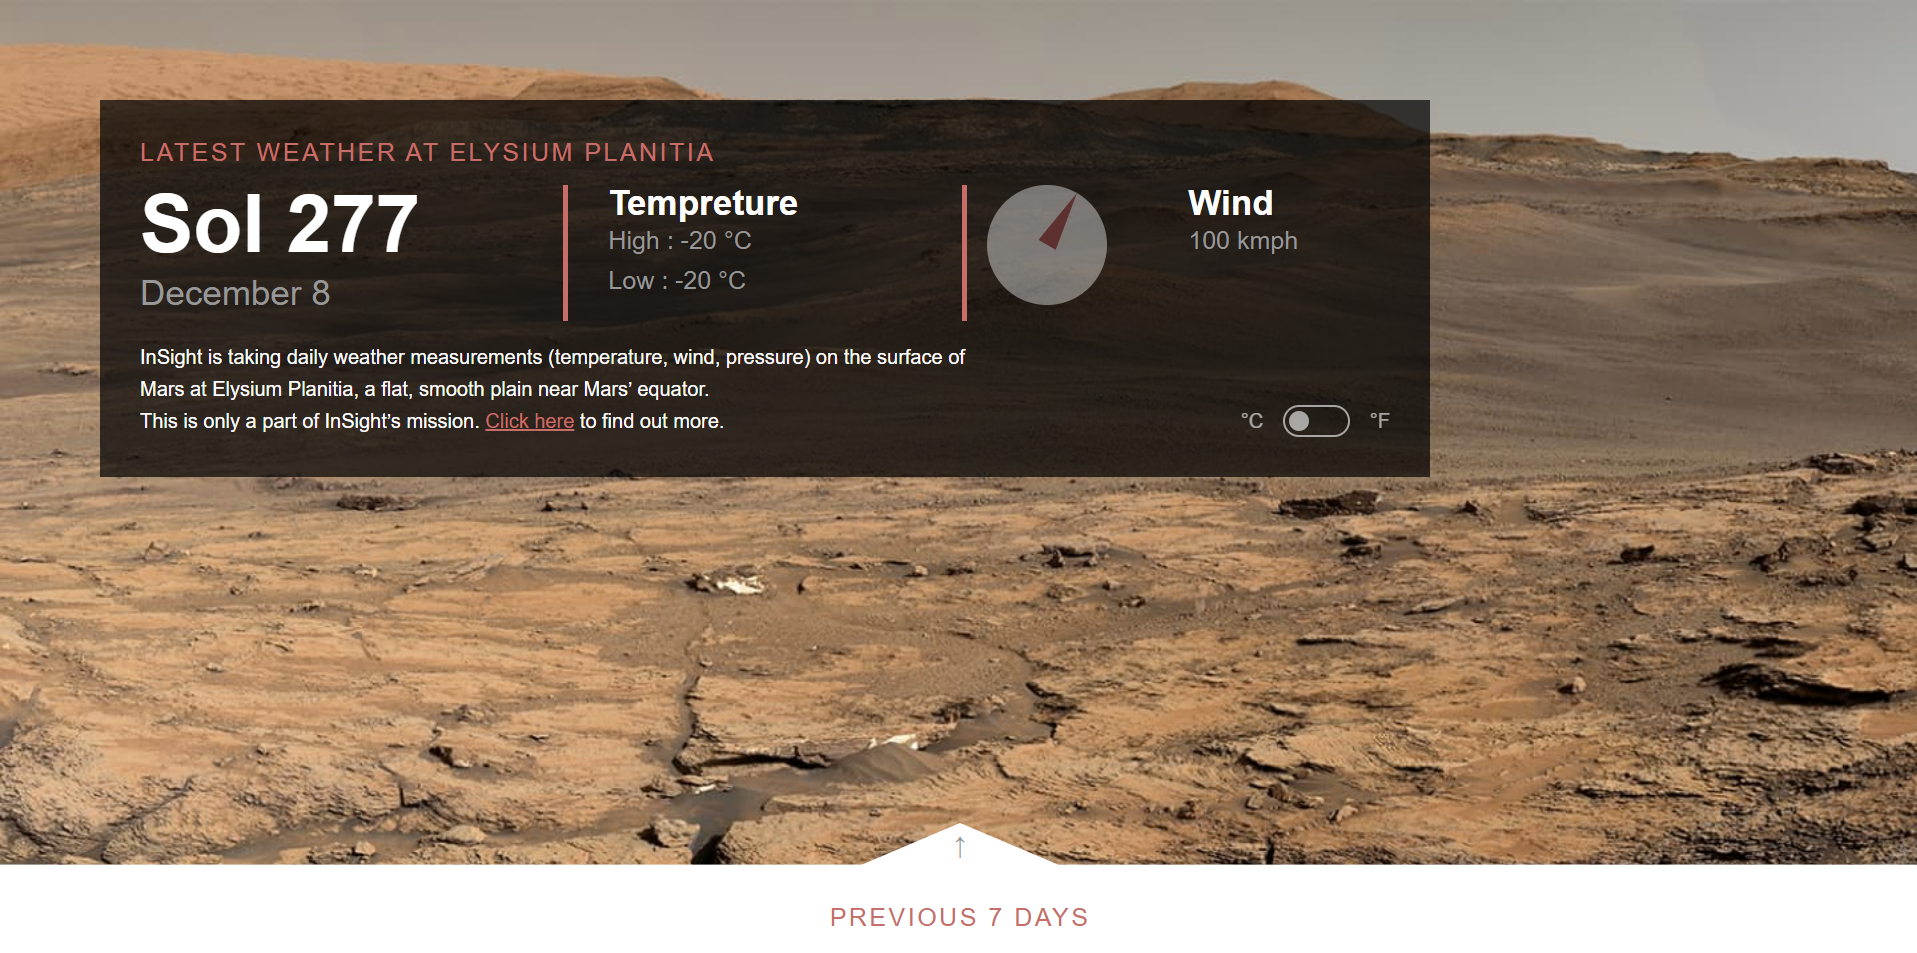 LATEST WEATHER AT ELYSIUM PLANITIA
Sol 277
December 8
Tempreture
High : -20 °C
Low : -20 °C
Wind
100 kmph
InSight is taking daily weather measurements (temperature, wind, pressure) on the surface of
Mars at Elysium Planitia, a flat, smooth plain near Mars’ equator.
This is only a part of InSight’s mission. Click here to find out more.
°C °F
↑
PREVIOUS 7 DAYS